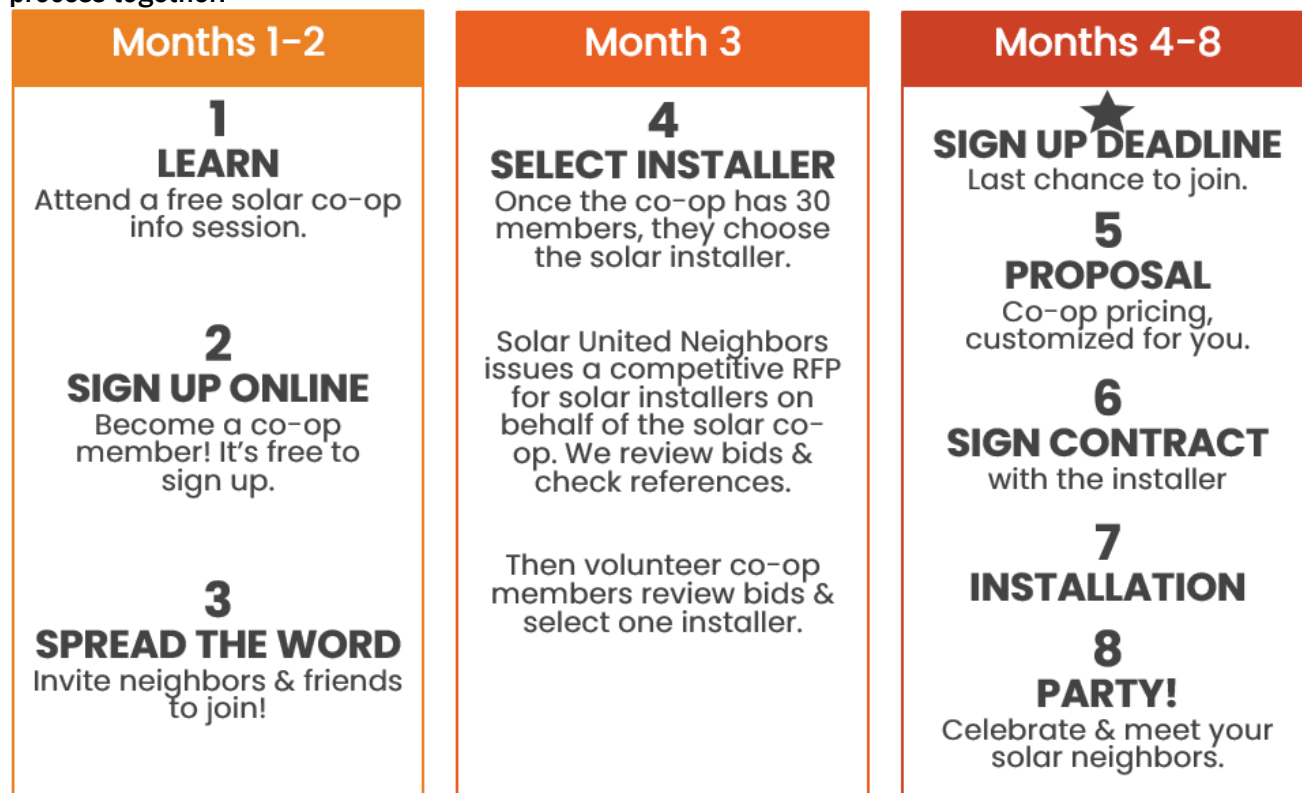 process together.
Months 1-2
1
LEARN
Attend a free solar co-op
info session.
2
SIGN UP ONLINE
Become a co-op
member! It's free to
sign up.
3
SPREAD THE WORD
Invite neighbors & friends
to join!
Month 3
4
SELECT INSTALLER
Once the co-op has 30
members, they choose
the solar installer.
Solar United Neighbors
issues a competitive RFP
for solar installers on
behalf of the solar co-
op. We review bids &
check references.
Then volunteer co-op
members review bids &
select one installer.
Months 4-8
SIGN UP DEADLINE
Last chance to join.
5
PROPOSAL
Co-op pricing,
customized for you.
6
SIGN CONTRACT
with the installer
7
INSTALLATION
8
PARTY!
Celebrate & meet your
solar neighbors.